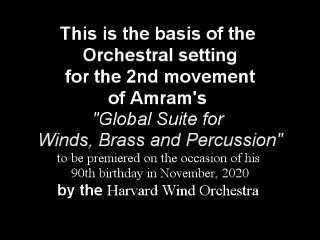 This is the basis of the
Orchestral setting
for the 2nd movement
of Amram's
"Global Suite for
Winds, Brass and Percussion"
to be premiered on the occasion of his
90th birthday in November, 2020
by the Harvard Wind Orchestra